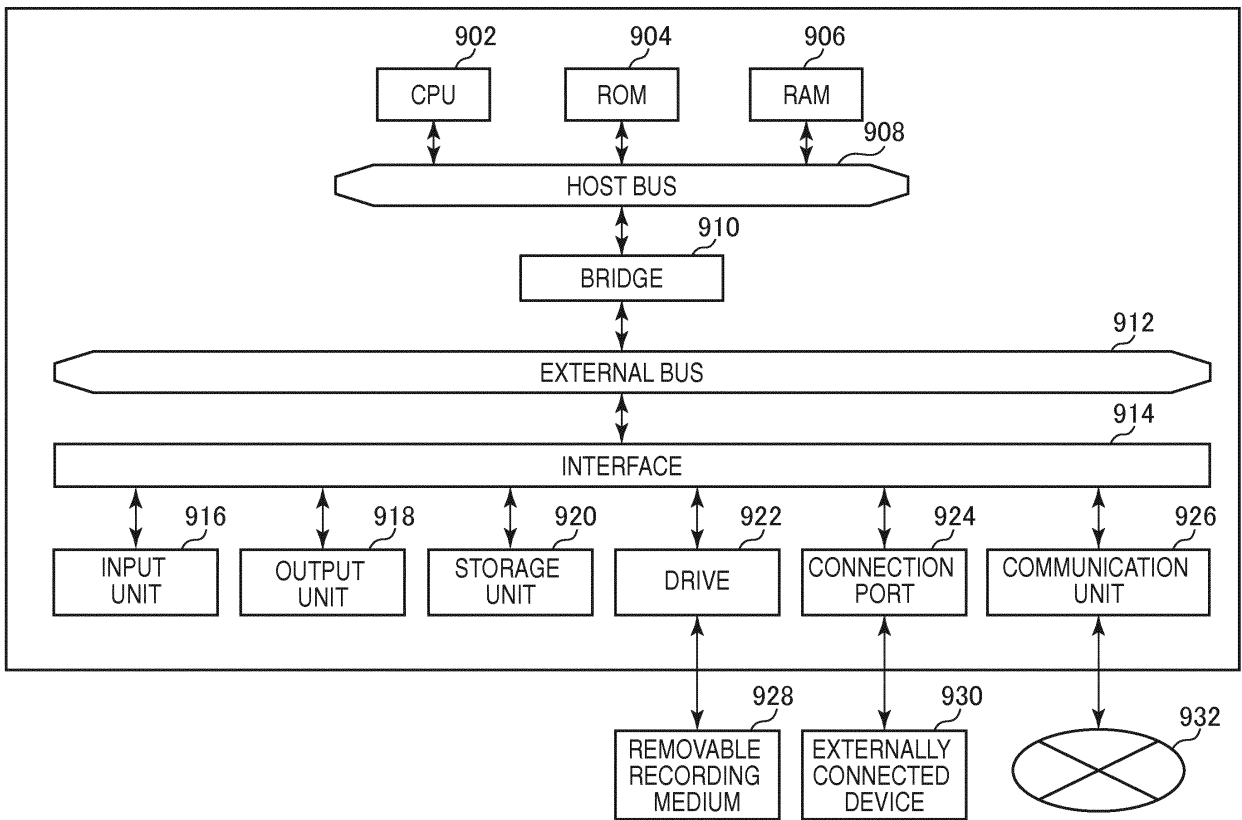 902
904
906
CPU
ROM
RAM
908
HOST BUS
910
BRIDGE
912
EXTERNAL BUS
914
INTERFACE
916
918
920
922
924
926
INPUT
UNIT
OUTPUT
UNIT
STORAGE
UNIT
DRIVE
CONNECTION
PORT
COMMUNICATION
UNIT
928
930
932
REMOVABLE
RECORDING
MEDIUM
EXTERNALLY
CONNECTED
DEVICE